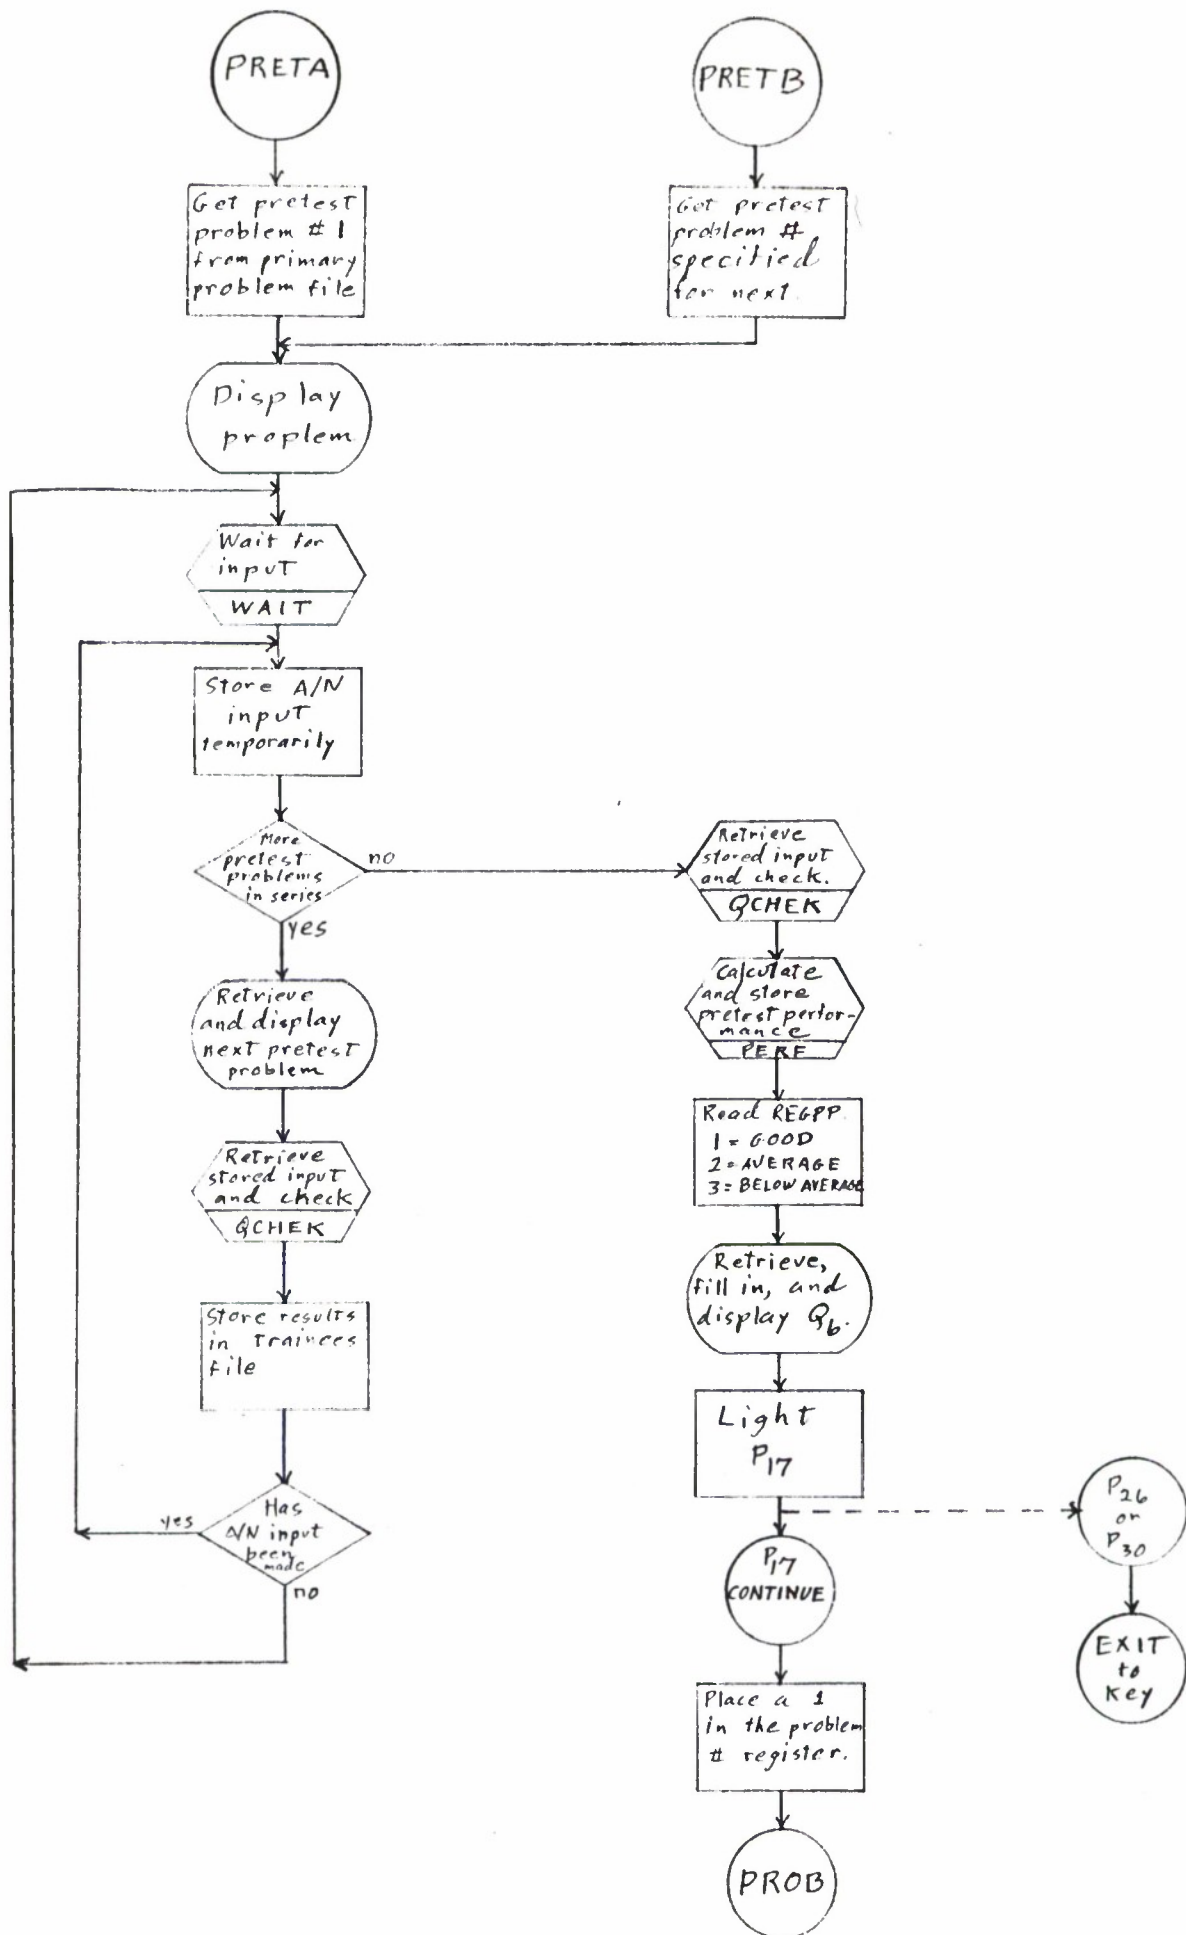 PRETA
PRETB
Get pretest
problem # 1
from primary
problem file
Get pretest
problem #
specified
for next.
Display
proplem
Wait for
input
WAIT
Store A/N
input
temporarily
More
pretest
problems
in series
no
yes
Retrieve
and display
next pretest
problem
Retrieve
stored input
and check
QCHEK
Store results
in Trainees
file
Has
A/N input
been
made
yes
no
Retrieve
stored input
and check.
QCHEK
Calculate
and store
pretest perfor-
mance
PERF
Read REGPP.
1 = GOOD
2 = AVERAGE
3 = BELOW AVERAGE
Retrieve,
fill in, and
display Q6.
Light
P17
P17
CONTINUE
P26
or
P30
EXIT
to
Key
Place a 1
in the problem
# register.
PROB